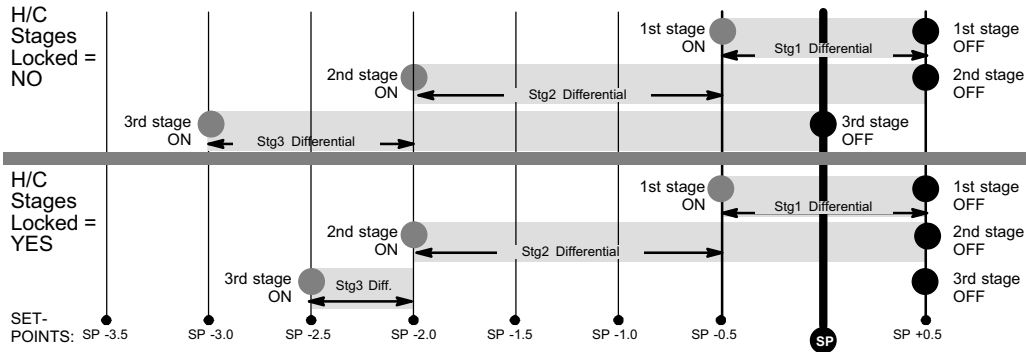 H/C
Stages
Locked =
NO
1st stage
ON
Stg1 Differential
1st stage
OFF
2nd stage
ON
Stg2 Differential
2nd stage
OFF
3rd stage
ON
Stg3 Differential
3rd stage
OFF
H/C
Stages
Locked =
YES
1st stage
ON
Stg1 Differential
1st stage
OFF
2nd stage
ON
Stg2 Differential
2nd stage
OFF
3rd stage
ON
Stg3 Diff.
3rd stage
OFF
SET-
POINTS: SP -3.5 SP -3.0 SP -2.5 SP -2.0 SP -1.5 SP -1.0 SP -0.5 SP SP +0.5